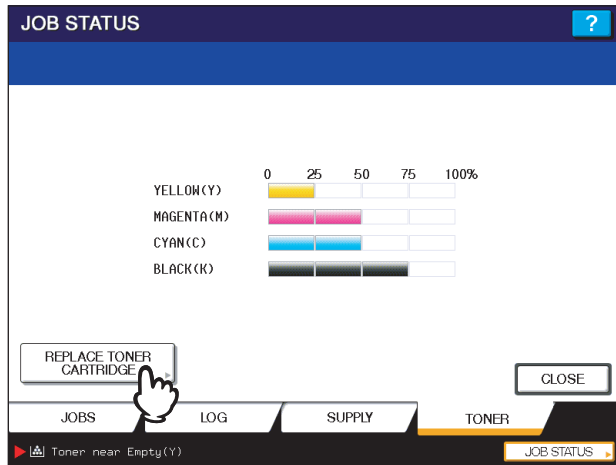 JOB STATUS ?
0 25 50 75 100%
YELLOW(Y)
MAGENTA(M)
CYAN(C)
BLACK(K)
REPLACE TONER
CARTRIDGE
CLOSE
JOBS LOG SUPPLY TONER
Toner near Empty(Y) JOB STATUS